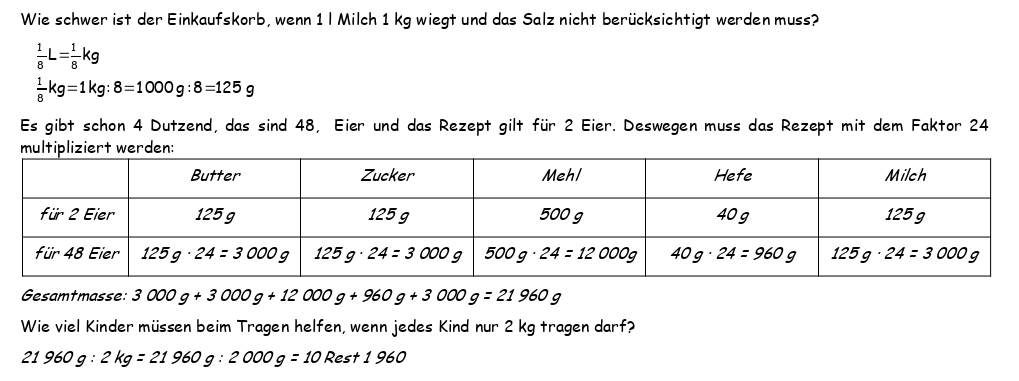 Wie schwer ist der Einkaufskorb, wenn 1 l Milch 1 kg wiegt und das Salz nicht berücksichtigt werden muss?
1/8 L=1/8 kg
1/8 kg=1kg:8=1000g:8=125 g
Es gibt schon 4 Dutzend, das sind 48, Eier und das Rezept gilt für 2 Eier. Deswegen muss das Rezept mit dem Faktor 24
multipliziert werden:
Butter Zucker Mehl Hefe Milch
für 2 Eier 125 g 125 g 500 g 40 g 125 g
für 48 Eier 125 g · 24 = 3 000 g 125 g · 24 = 3 000 g 500 g · 24 = 12 000g 40 g · 24 = 960 g 125 g · 24 = 3 000 g
Gesamtmasse: 3 000 g + 3 000 g + 12 000 g + 960 g + 3 000 g = 21 960 g
Wie viel Kinder müssen beim Tragen helfen, wenn jedes Kind nur 2 kg tragen darf?
21 960 g : 2 kg = 21 960 g : 2 000 g = 10 Rest 1 960